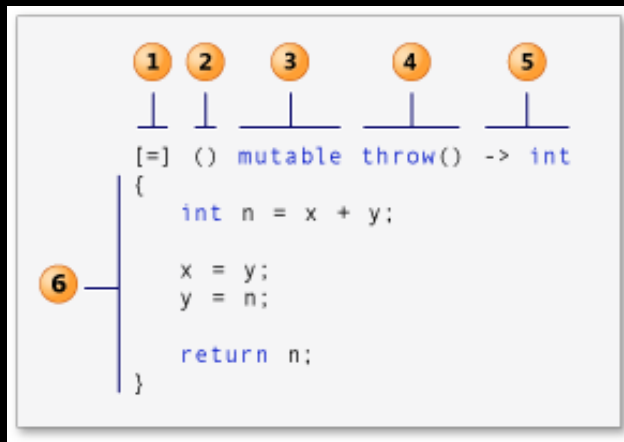 1 2 3 4 5
[=] () mutable throw() -> int
{
int n = x + y;
x = y;
y = n;
6
return n;
}